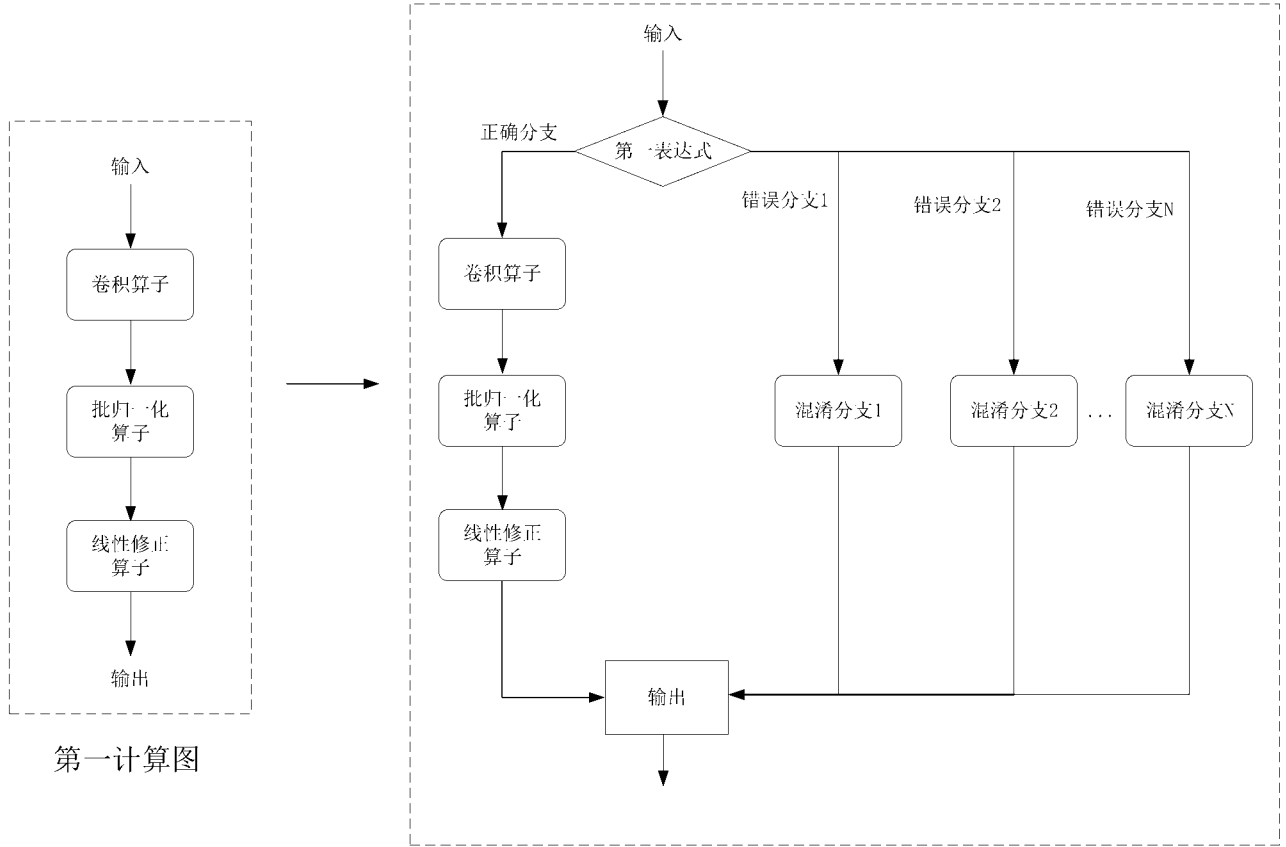 输入
卷积算子
批归一化
算子
线性修正
算子
输出
第一计算图
输入
第一表达式
正确分支
错误分支1
错误分支2
错误分支N
卷积算子
批归一化
算子
线性修正
算子
混淆分支1
混淆分支2
...
混淆分支N
输出